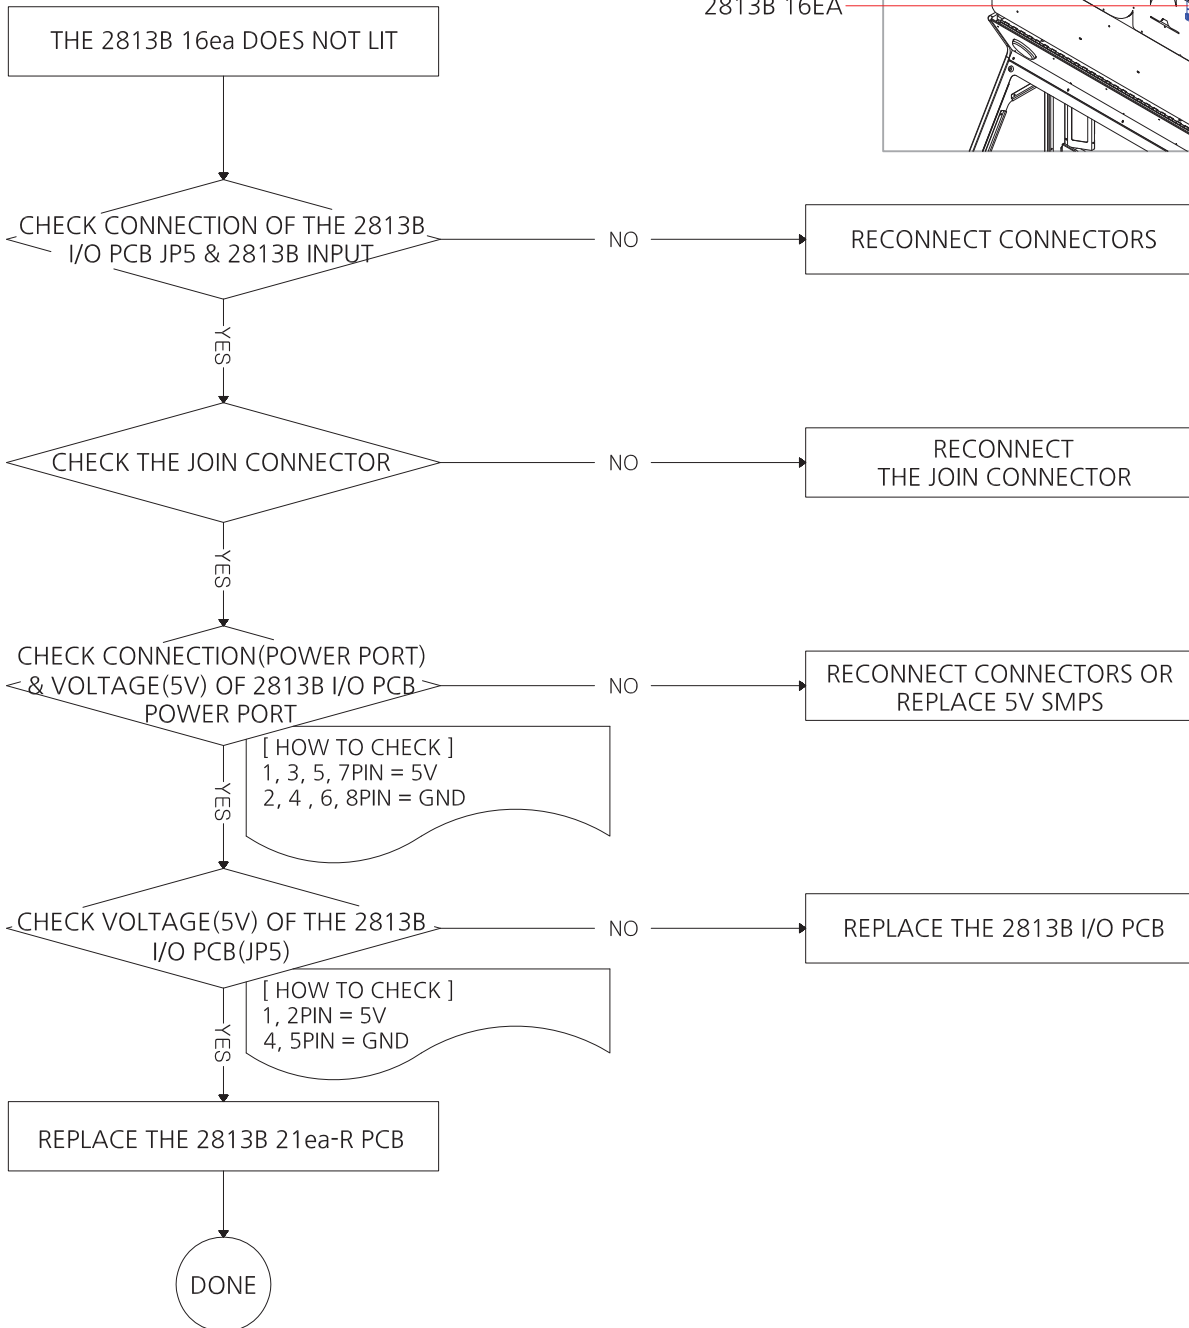 2813B 16EA
THE 2813B 16ea DOES NOT LIT
CHECK CONNECTION OF THE 2813B
I/O PCB JP5 & 2813B INPUT
NO
RECONNECT CONNECTORS
YES
CHECK THE JOIN CONNECTOR
NO
RECONNECT
THE JOIN CONNECTOR
YES
CHECK CONNECTION(POWER PORT)
& VOLTAGE(5V) OF 2813B I/O PCB
POWER PORT
NO
RECONNECT CONNECTORS OR
REPLACE 5V SMPS
[ HOW TO CHECK ]
1, 3, 5, 7PIN = 5V
2, 4 , 6, 8PIN = GND
YES
CHECK VOLTAGE(5V) OF THE 2813B
I/O PCB(JP5)
NO
REPLACE THE 2813B I/O PCB
[ HOW TO CHECK ]
1, 2PIN = 5V
4, 5PIN = GND
YES
REPLACE THE 2813B 21ea-R PCB
DONE